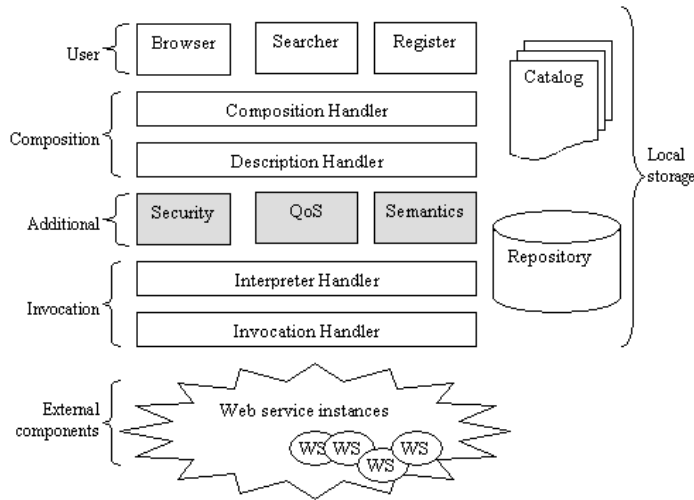 User
Browser
Searcher
Register
Catalog
Composition
Composition Handler
Description Handler
Local
storage
Additional
Security
QoS
Semantics
Repository
Invocation
Interpreter Handler
Invocation Handler
External
components
Web service instances
WS
WS
WS
WS